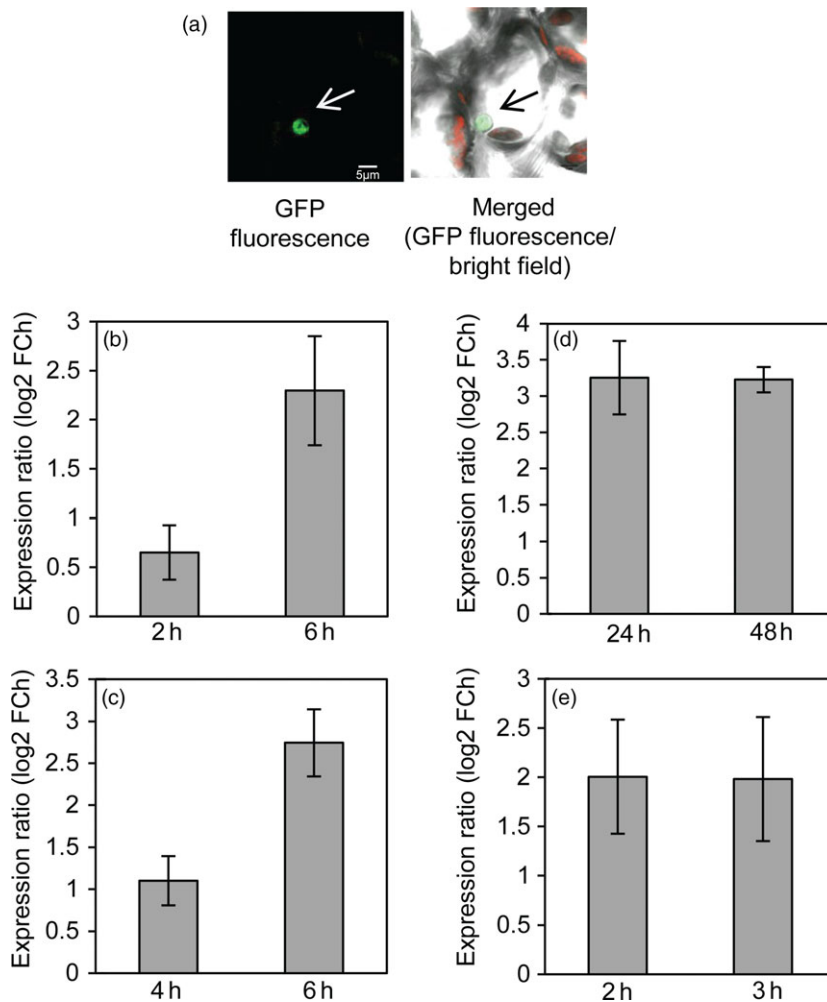 (a)
5μm
GFP
fluorescence
Merged
(GFP fluorescence/
bright field)
(b)
Expression ratio (log2 FCh)
3
2.5
2
1.5
1
0.5
0
2 h
6 h
(d)
Expression ratio (log2 FCh)
4
3.5
3
2.5
2
1.5
1
0.5
0
24 h
48 h
(c)
Expression ratio (log2 FCh)
3.5
3
2.5
2
1.5
1
0.5
0
4 h
6 h
(e)
Expression ratio (log2 FCh)
3
2.5
2
1.5
1
0.5
0
2 h
3 h